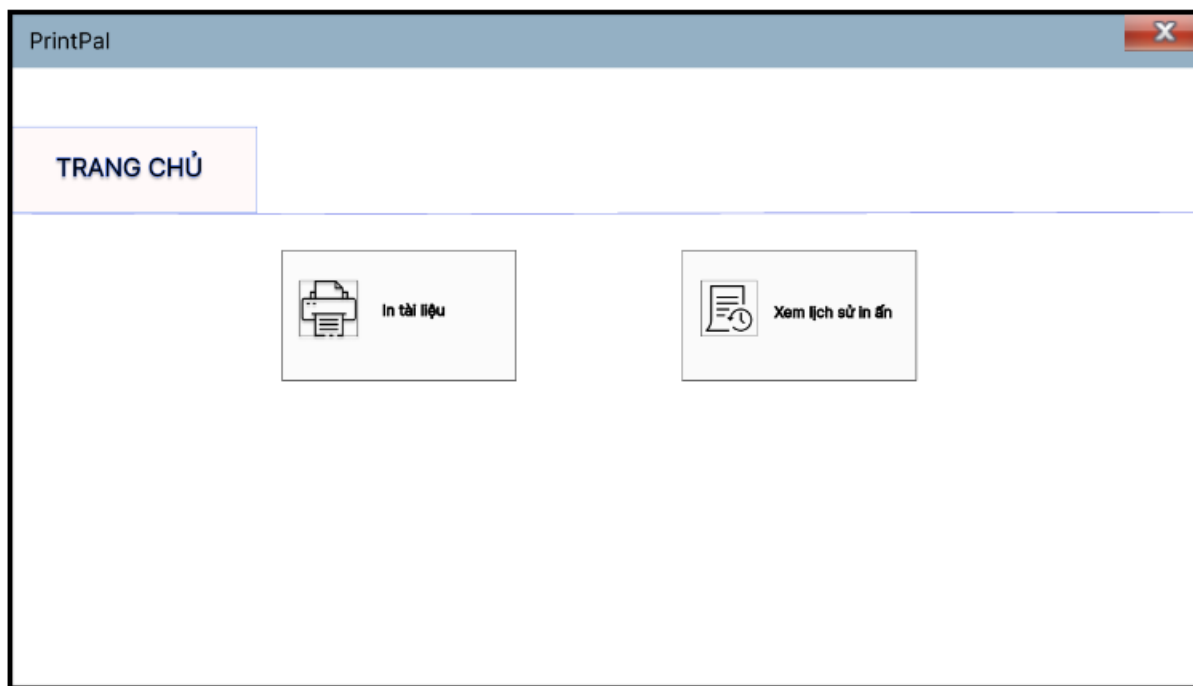 PrintPal
TRANG CHỦ
In tài liệu
Xem lịch sử in ấn